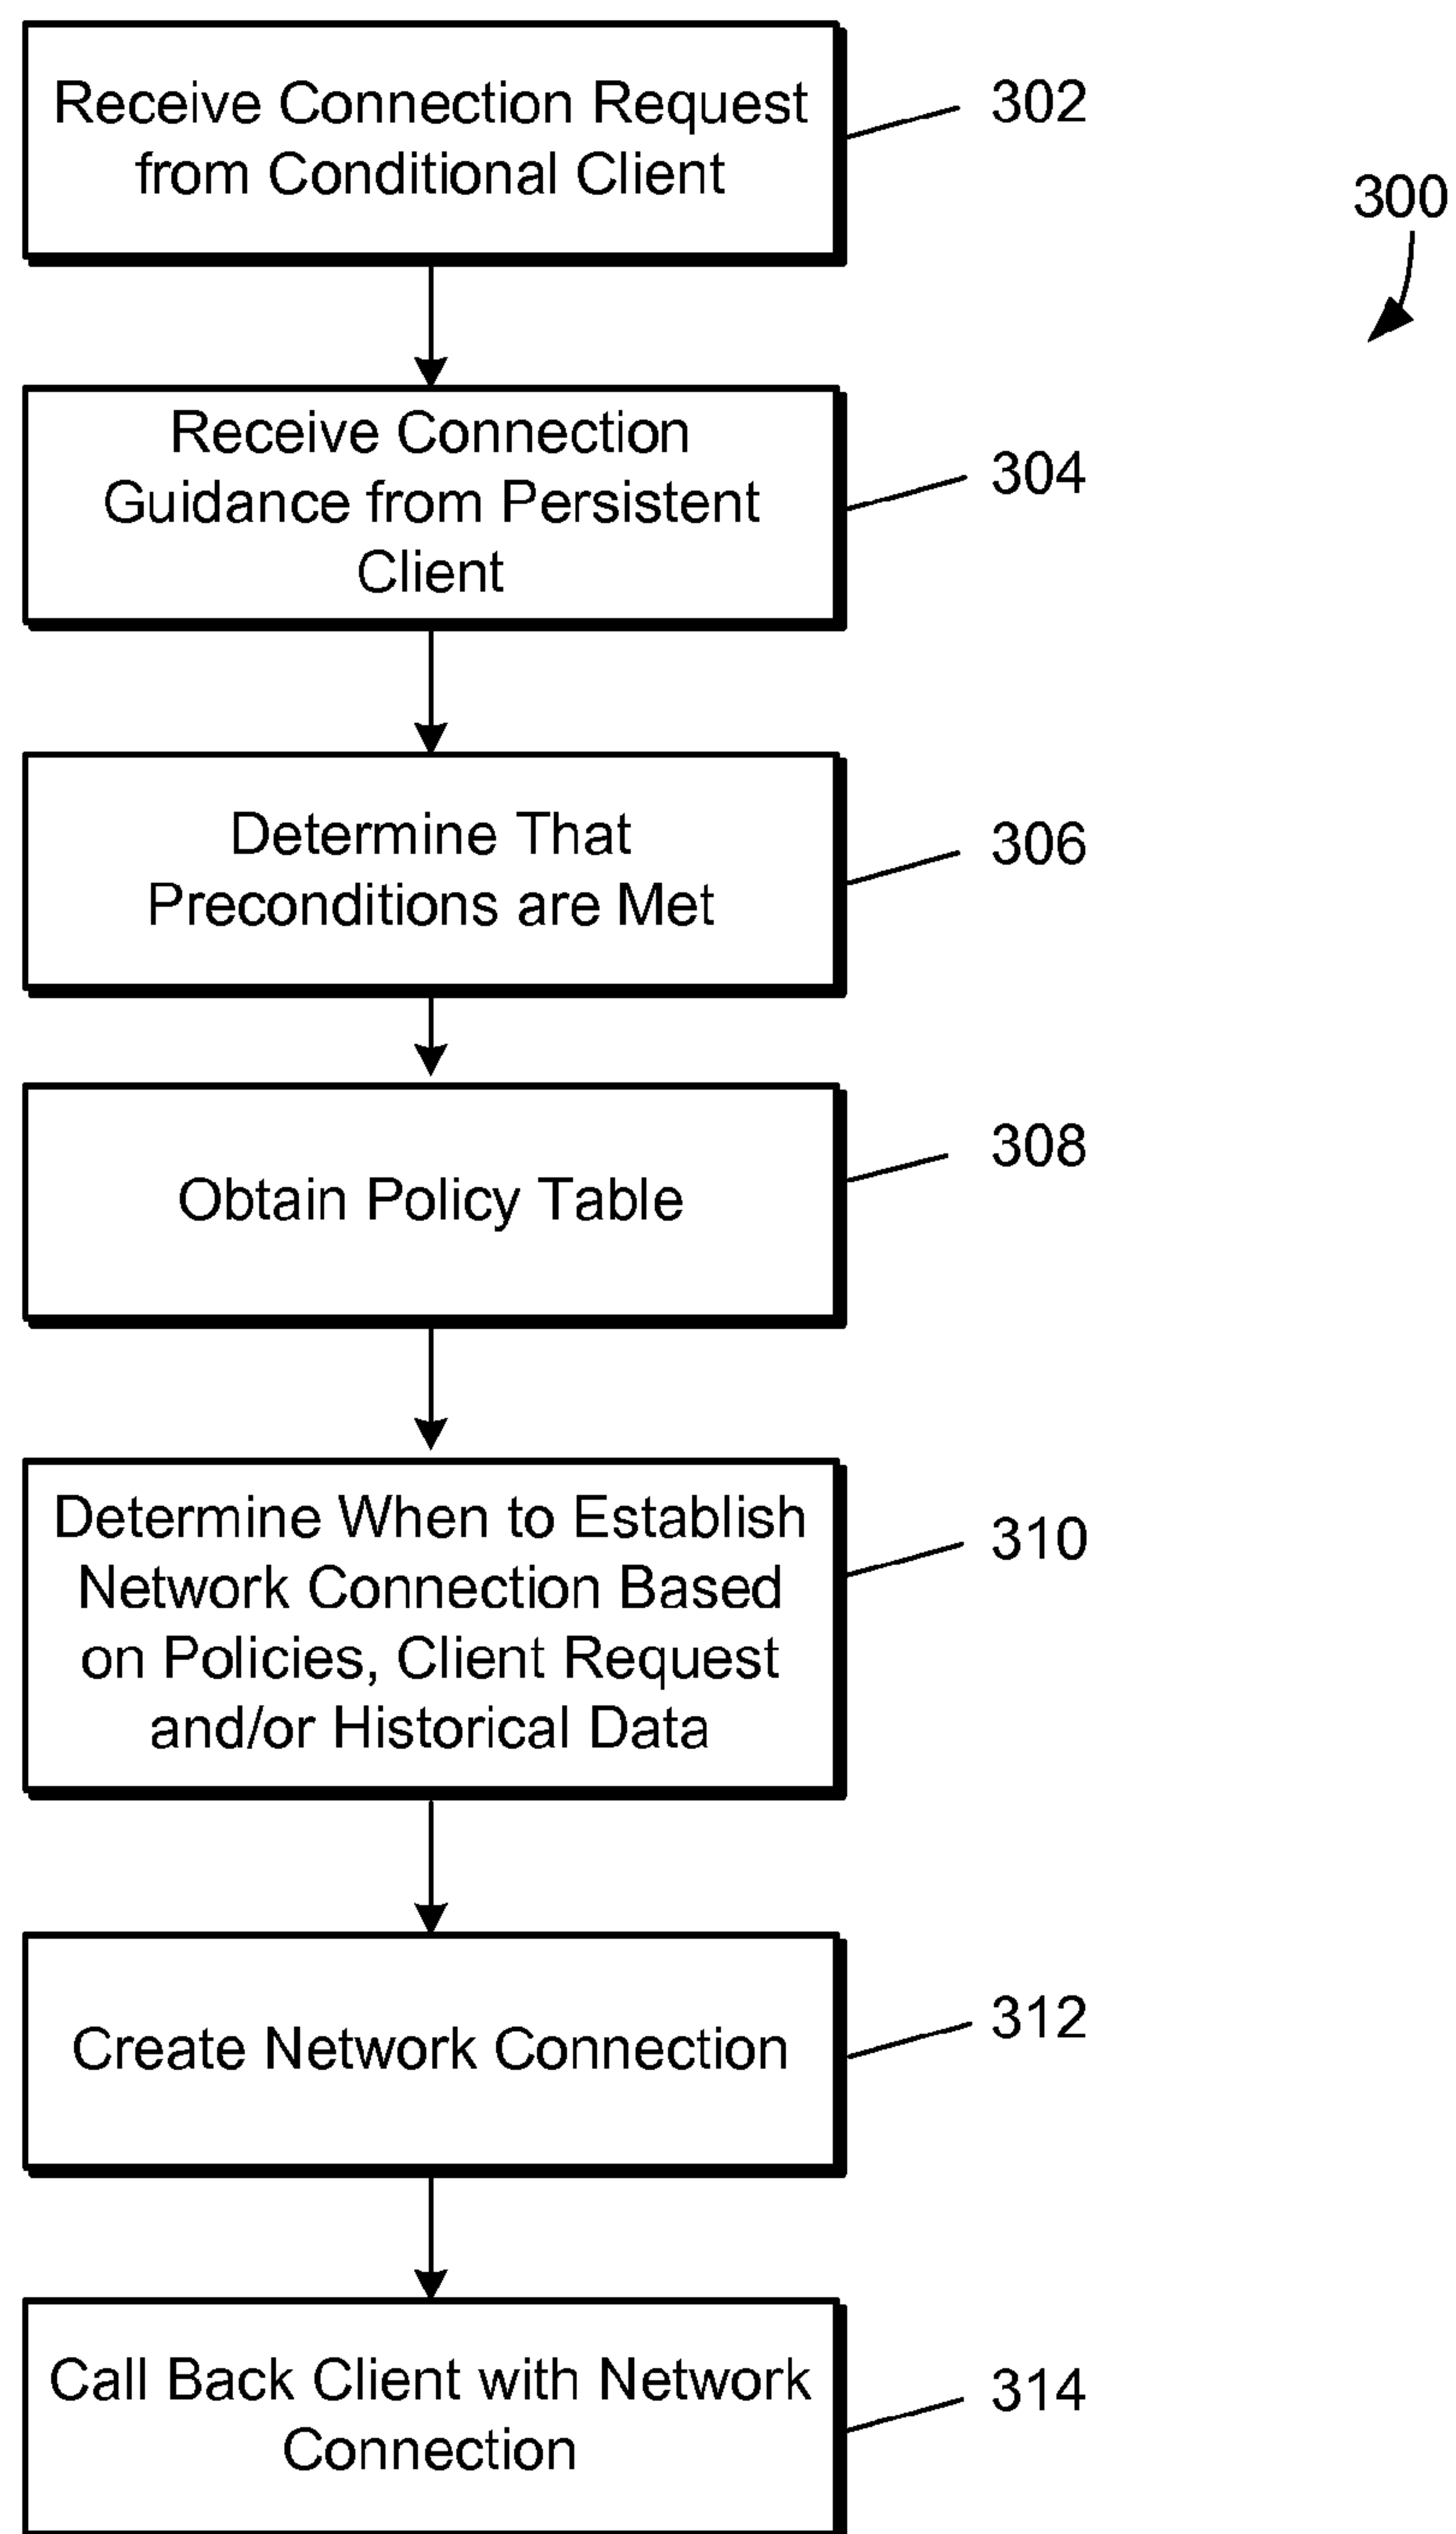 Receive Connection Request
from Conditional Client
302
300
Receive Connection
Guidance from Persistent
Client
304
Determine That
Preconditions are Met
306
Obtain Policy Table
308
Determine When to Establish
Network Connection Based
on Policies, Client Request
and/or Historical Data
310
Create Network Connection
312
Call Back Client with Network
Connection
314